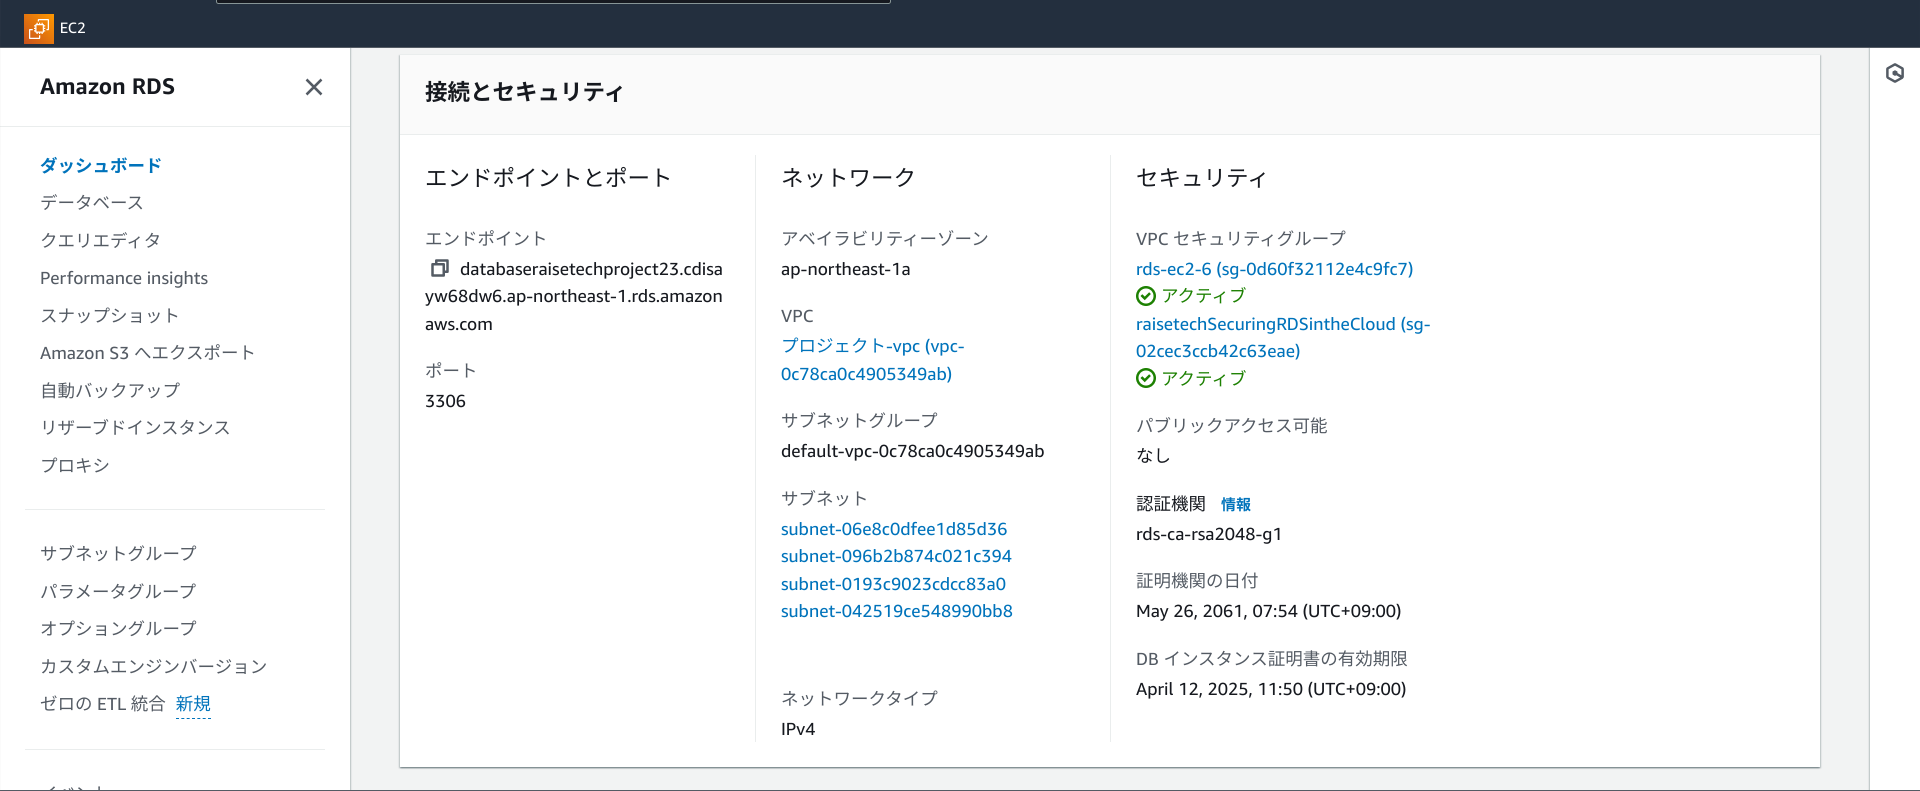 EC2
Amazon RDS
ダッシュボード
データベース
クエリエディタ
Performance insights
スナップショット
Amazon S3 へエクスポート
自動バックアップ
リザーブドインスタンス
プロキシ
サブネットグループ
パラメータグループ
オプショングループ
カスタムエンジンバージョン
ゼロの ETL 統合 新規
イベント
接続とセキュリティ
エンドポイントとポート
エンドポイント
databaseraisetechproject23.cdisa
yw68dw6.ap-northeast-1.rds.amazon
aws.com
ポート
3306
ネットワーク
アベイラビリティーゾーン
ap-northeast-1a
VPC
プロジェクト-vpc (vpc-
0c78ca0c4905349ab)
サブネットグループ
default-vpc-0c78ca0c4905349ab
サブネット
subnet-06e8c0dfee1d85d36
subnet-096b2b874c021c394
subnet-0193c9023cdcc83a0
subnet-042519ce548990bb8
ネットワークタイプ
IPv4
セキュリティ
VPC セキュリティグループ
rds-ec2-6 (sg-0d60f32112e4c9fc7)
アクティブ
raisetechSecuringRDSintheCloud (sg-
02cec3ccb42c63eae)
アクティブ
パブリックアクセス可能
なし
認証機関 情報
rds-ca-rsa2048-g1
証明機関の日付
May 26, 2061, 07:54 (UTC+09:00)
DB インスタンス証明書の有効期限
April 12, 2025, 11:50 (UTC+09:00)